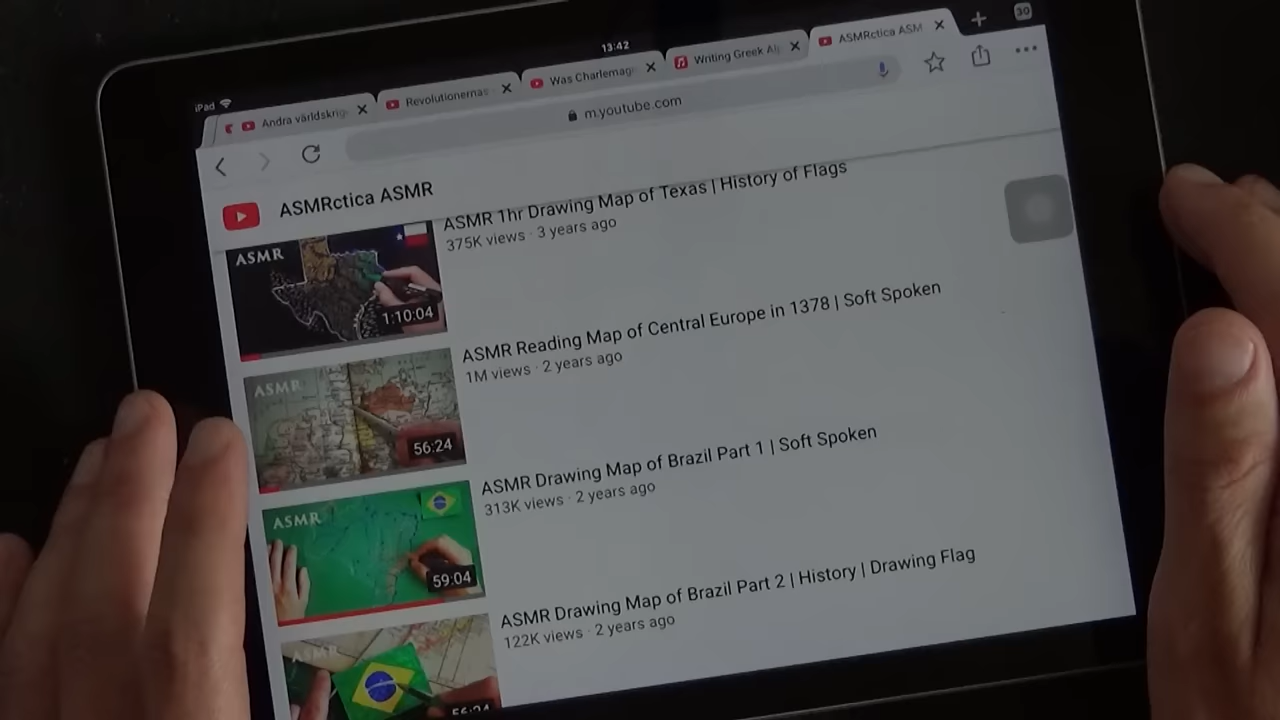 13:42
30
iPad
Andra världskrig
Revolutionernas
Was Charlemag
Writing Greek Al
ASMRctica ASM
m.youtube.com
ASMRctica ASMR
ASMR 1hr Drawing Map of Texas | History of Flags
375K views · 3 years ago
ASMR
1:10:04
ASMR Reading Map of Central Europe in 1378 | Soft Spoken
1M views · 2 years ago
ASMR
56:24
ASMR Drawing Map of Brazil Part 1 | Soft Spoken
313K views · 2 years ago
ASMR
59:04
ASMR Drawing Map of Brazil Part 2 | History | Drawing Flag
122K views · 2 years ago
ASMR